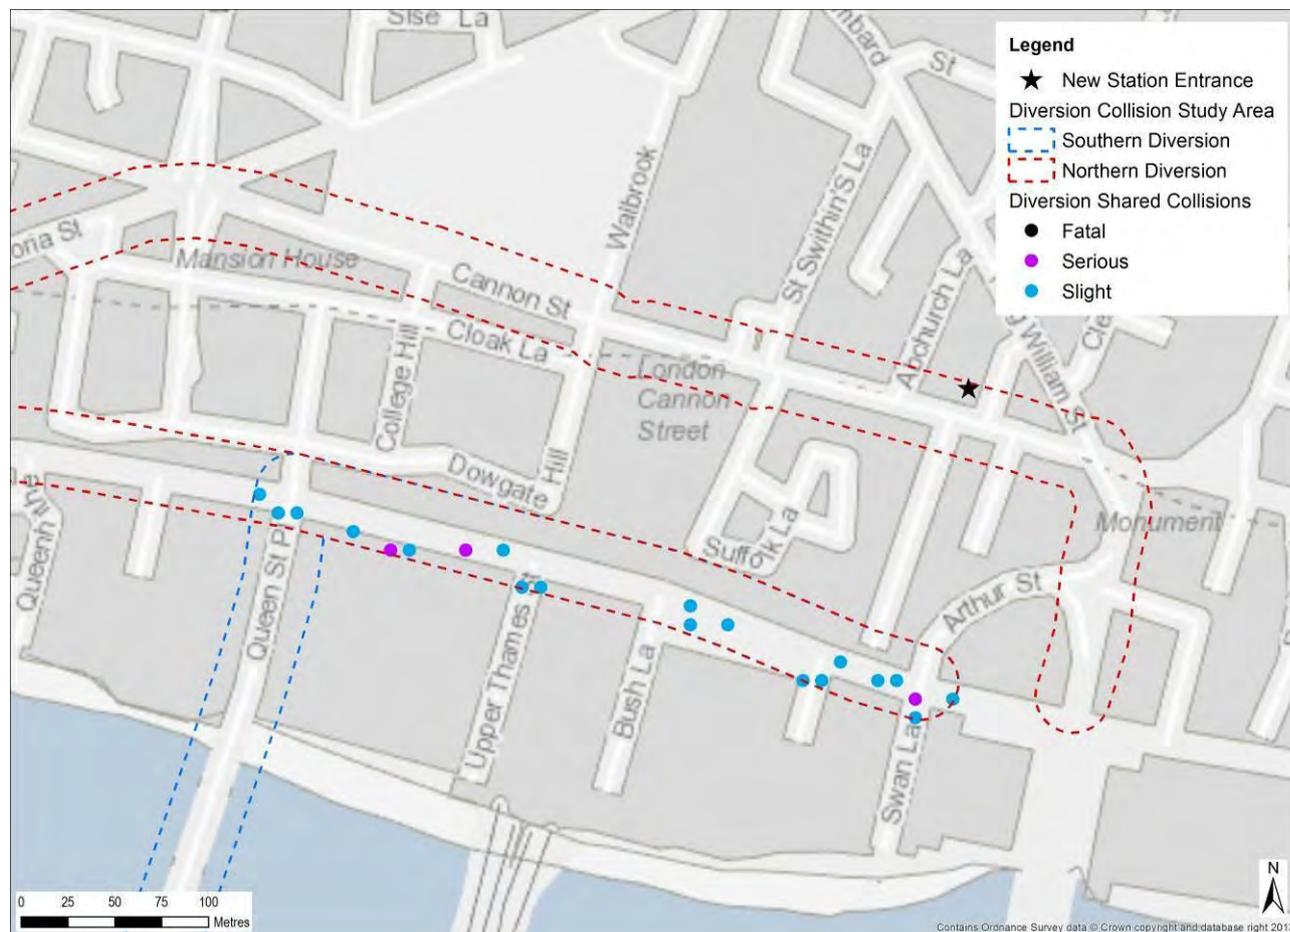 Sise La
St
Legend
New Station Entrance
Diversion Collision Study Area
Southern Diversion
Northern Diversion
Diversion Shared Collisions
Fatal
Serious
Slight
Walbrook
St Swithin'S La
Mansion House
Cannon St
Cloak La
College Hill
London
Cannon
Street
Abchurch La
William St
Dowgate
Hill
Suffolk La
Monument
Arthur St
Queen St Pl
Upper Thames St
Bush La
Swan La
0 25 50 75 100
Metres
N
Contains Ordnance Survey data © Crown copyright and database right 201